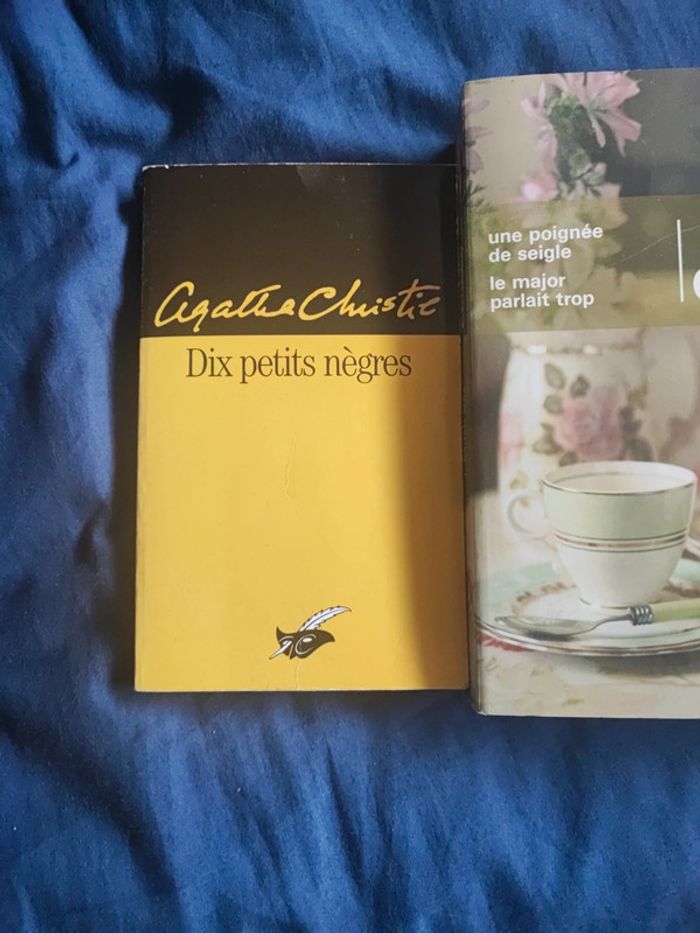 Agatha Christie
Dix petits nègres
une poignée
de seigle
le major
parlait trop